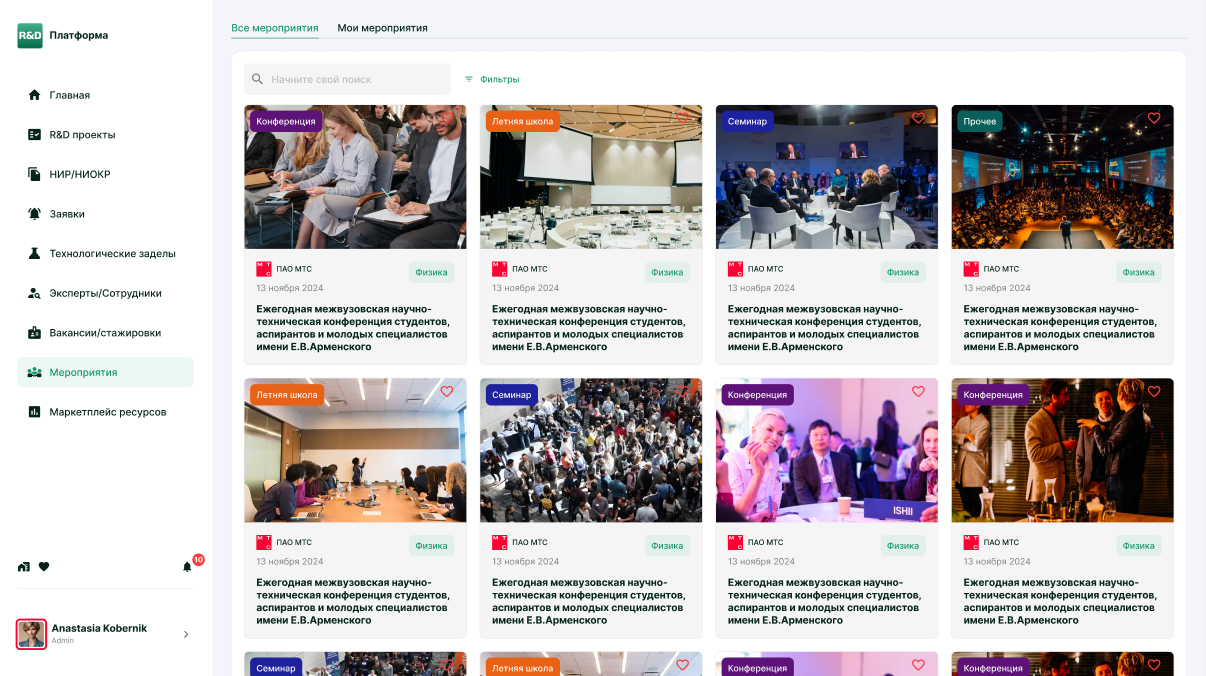 R&D Платформа
Главная
R&D проекты
НИР/НИОКР
Заявки
Технологические заделы
Эксперты/Сотрудники
Вакансии/стажировки
Мероприятия
Маркетплейс ресурсов
10
Anastasia Kobernik
Admin
Все мероприятия Мои мероприятия
Начните свой поиск Фильтры
Конференция
МТС ПАО МТС Физика
13 ноября 2024
Ежегодная межвузовская научно-
техническая конференция студентов,
аспирантов и молодых специалистов
имени Е.В.Арменского
Летняя школа
МТС ПАО МТС Физика
13 ноября 2024
Ежегодная межвузовская научно-
техническая конференция студентов,
аспирантов и молодых специалистов
имени Е.В.Арменского
Семинар
МТС ПАО МТС Физика
13 ноября 2024
Ежегодная межвузовская научно-
техническая конференция студентов,
аспирантов и молодых специалистов
имени Е.В.Арменского
Прочее
МТС ПАО МТС Физика
13 ноября 2024
Ежегодная межвузовская научно-
техническая конференция студентов,
аспирантов и молодых специалистов
имени Е.В.Арменского
Летняя школа
МТС ПАО МТС Физика
13 ноября 2024
Ежегодная межвузовская научно-
техническая конференция студентов,
аспирантов и молодых специалистов
имени Е.В.Арменского
Семинар
МТС ПАО МТС Физика
13 ноября 2024
Ежегодная межвузовская научно-
техническая конференция студентов,
аспирантов и молодых специалистов
имени Е.В.Арменского
Конференция
ISHII
МТС ПАО МТС Физика
13 ноября 2024
Ежегодная межвузовская научно-
техническая конференция студентов,
аспирантов и молодых специалистов
имени Е.В.Арменского
Конференция
МТС ПАО МТС Физика
13 ноября 2024
Ежегодная межвузовская научно-
техническая конференция студентов,
аспирантов и молодых специалистов
имени Е.В.Арменского
Семинар
Летняя школа
Конференция
Конференция